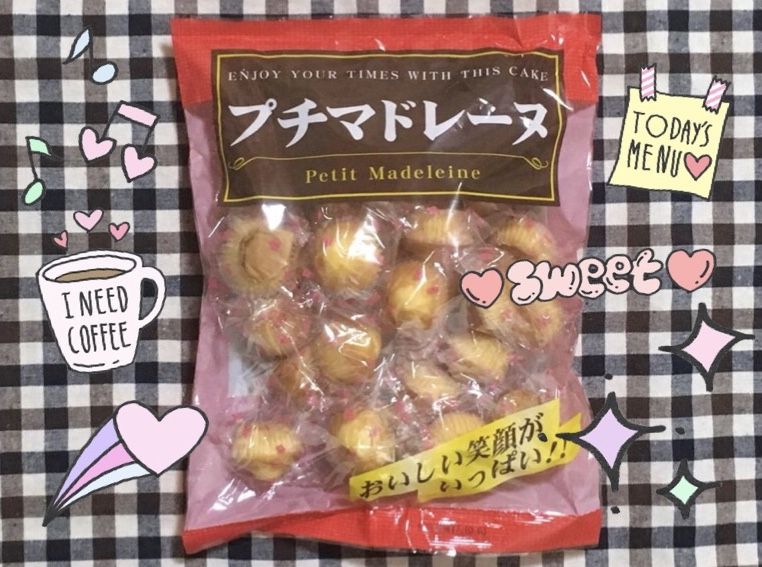 ENJOY YOUR TIMES WITH THIS CAKE
プチマドレーヌ
Petit Madeleine
TODAY'S
MENU
sweet
I NEED
COFFEE
おいしい笑顔が、
いっぱい!!